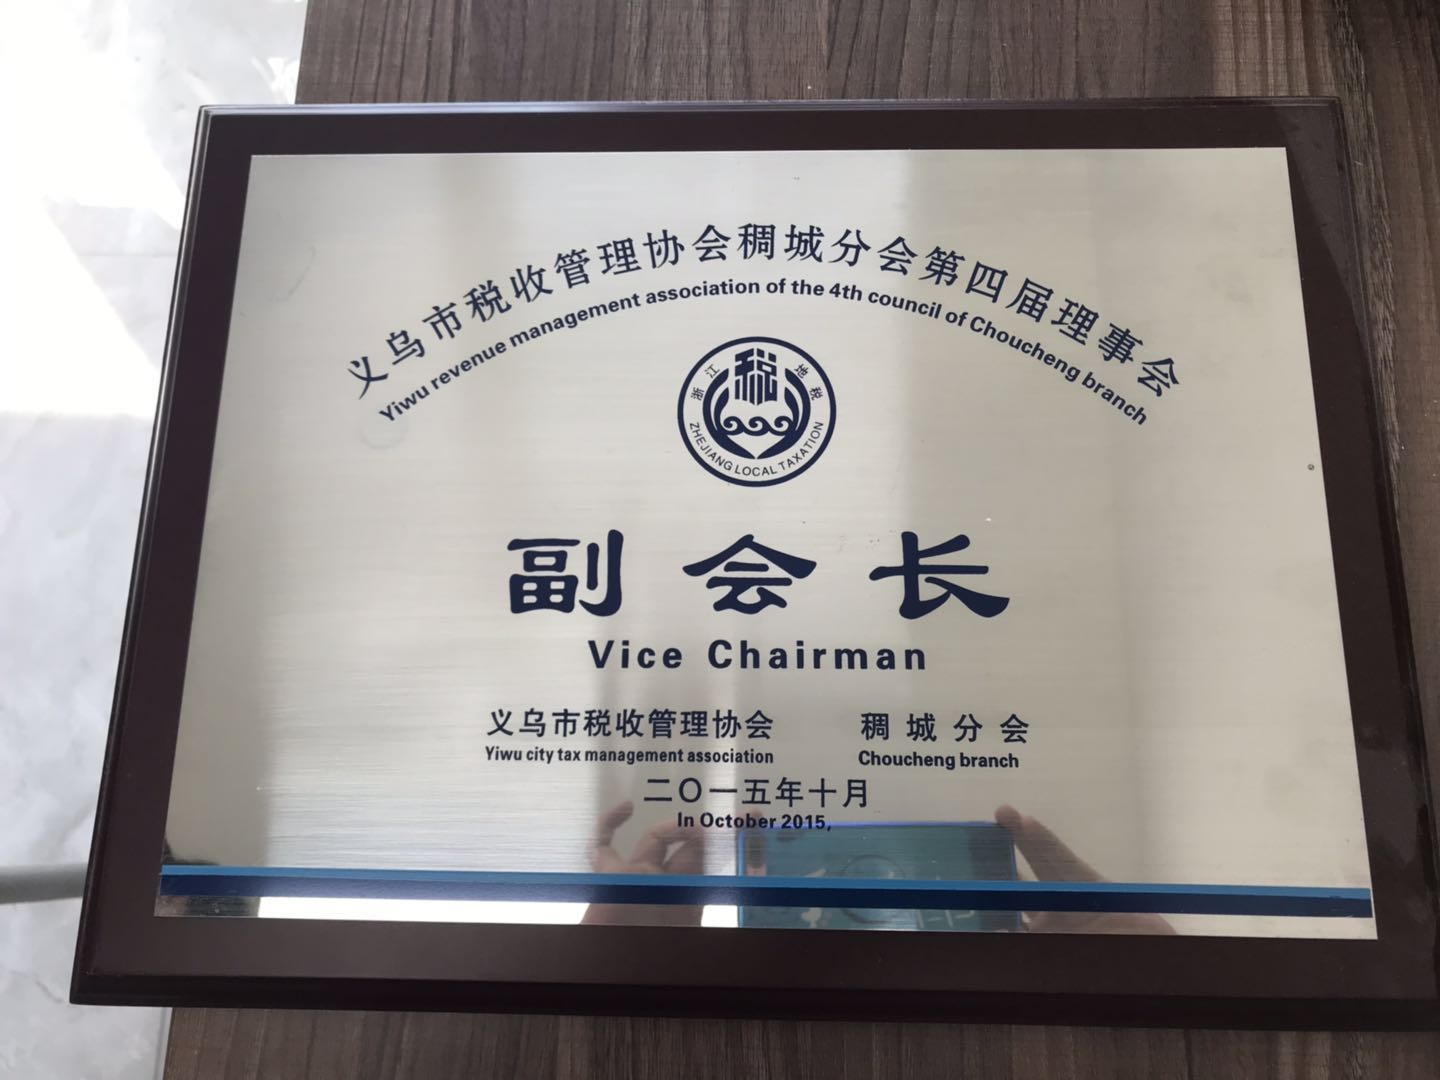 义乌市税收管理协会稠城分会第四届理事会
Yiwu revenue management association of the 4th council of Choucheng branch
浙江地税
税
ZHEJIANG LOCAL TAXATION
副会长
Vice Chairman
义乌市税收管理协会 稠城分会
Yiwu city tax management association Choucheng branch
二〇一五年十月
In October 2015,